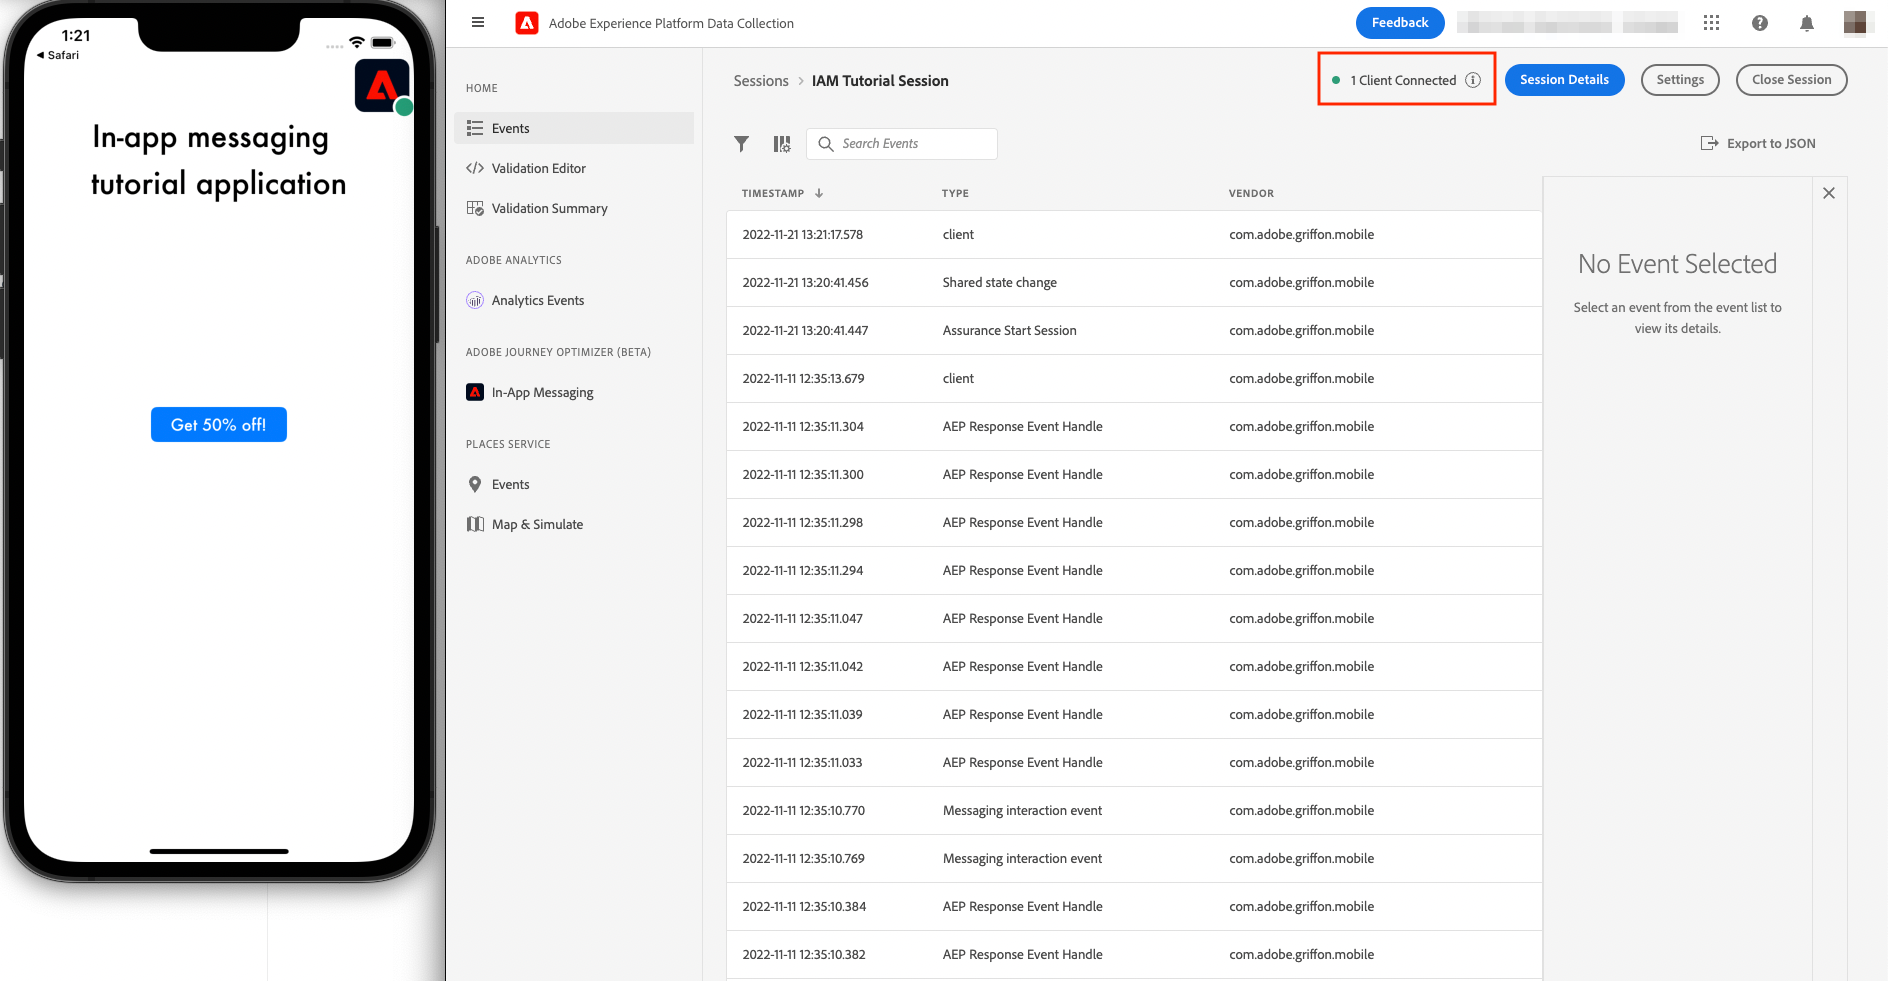 1:21
◀ Safari
In-app messaging
tutorial application
Get 50% off!
Adobe Experience Platform Data Collection
Feedback
Sessions > IAM Tutorial Session
1 Client Connected
Session Details
Settings
Close Session
HOME
Events
Validation Editor
Validation Summary
ADOBE ANALYTICS
Analytics Events
ADOBE JOURNEY OPTIMIZER (BETA)
In-App Messaging
PLACES SERVICE
Events
Map & Simulate
Search Events
Export to JSON
TIMESTAMP ↓ TYPE VENDOR
2022-11-21 13:21:17.578 client com.adobe.griffon.mobile
2022-11-21 13:20:41.456 Shared state change com.adobe.griffon.mobile
2022-11-21 13:20:41.447 Assurance Start Session com.adobe.griffon.mobile
2022-11-11 12:35:13.679 client com.adobe.griffon.mobile
2022-11-11 12:35:11.304 AEP Response Event Handle com.adobe.griffon.mobile
2022-11-11 12:35:11.300 AEP Response Event Handle com.adobe.griffon.mobile
2022-11-11 12:35:11.298 AEP Response Event Handle com.adobe.griffon.mobile
2022-11-11 12:35:11.294 AEP Response Event Handle com.adobe.griffon.mobile
2022-11-11 12:35:11.047 AEP Response Event Handle com.adobe.griffon.mobile
2022-11-11 12:35:11.042 AEP Response Event Handle com.adobe.griffon.mobile
2022-11-11 12:35:11.039 AEP Response Event Handle com.adobe.griffon.mobile
2022-11-11 12:35:11.033 AEP Response Event Handle com.adobe.griffon.mobile
2022-11-11 12:35:10.770 Messaging interaction event com.adobe.griffon.mobile
2022-11-11 12:35:10.769 Messaging interaction event com.adobe.griffon.mobile
2022-11-11 12:35:10.384 AEP Response Event Handle com.adobe.griffon.mobile
2022-11-11 12:35:10.382 AEP Response Event Handle com.adobe.griffon.mobile
No Event Selected
Select an event from the event list to
view its details.